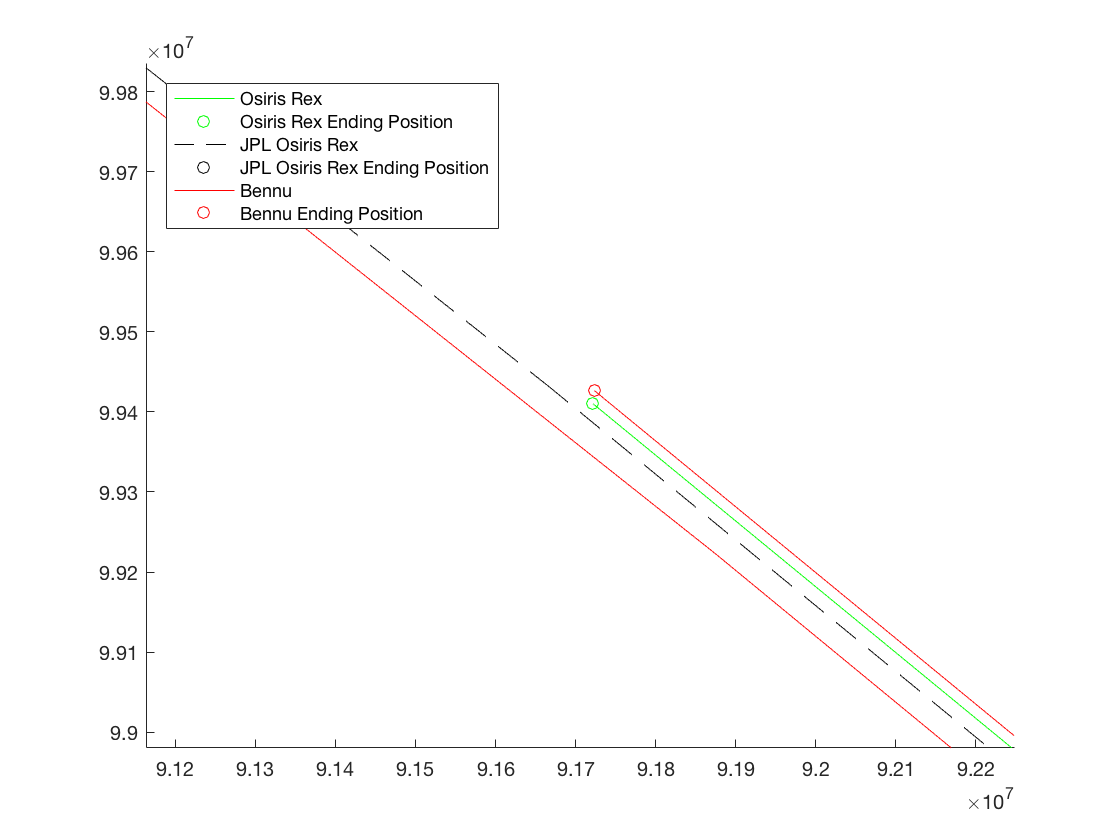 ×10^7
9.98
9.97
9.96
9.95
9.94
9.93
9.92
9.91
9.9
Osiris Rex
Osiris Rex Ending Position
JPL Osiris Rex
JPL Osiris Rex Ending Position
Bennu
Bennu Ending Position
9.12 9.13 9.14 9.15 9.16 9.17 9.18 9.19 9.2 9.21 9.22
×10^7